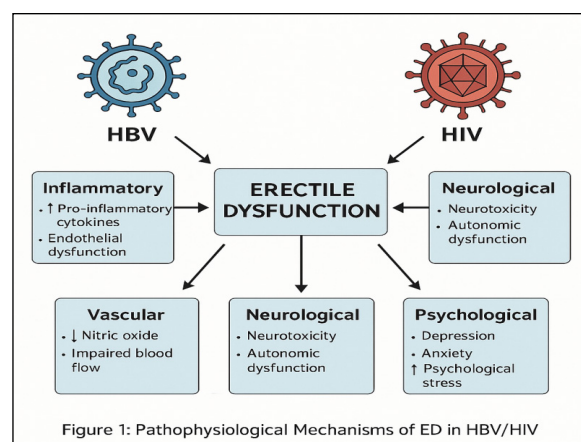 HBV
HIV
Inflammatory
• ↑ Pro-inflammatory
cytokines
• Endothelial
dysfunction
ERECTILE
DYSFUNCTION
Neurological
• Neurotoxicity
• Autonomic
dysfunction
Vascular
• ↓ Nitric oxide
• Impaired blood
flow
Neurological
• Neurotoxicity
• Autonomic
dysfunction
Psychological
• Depression
• Anxiety
↑ Psychological
stress
Figure 1: Pathophysiological Mechanisms of ED in HBV/HIV